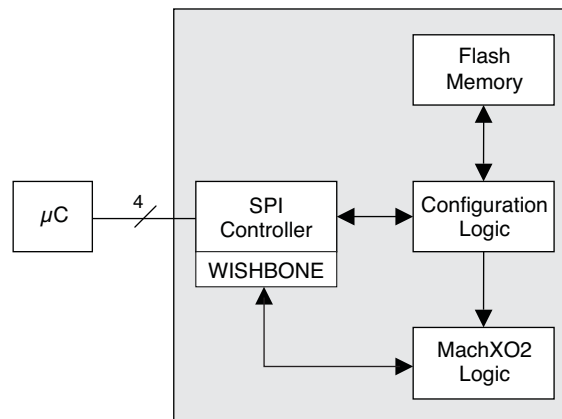 Flash
Memory
µC
4
SPI
Controller
WISHBONE
Configuration
Logic
MachXO2
Logic